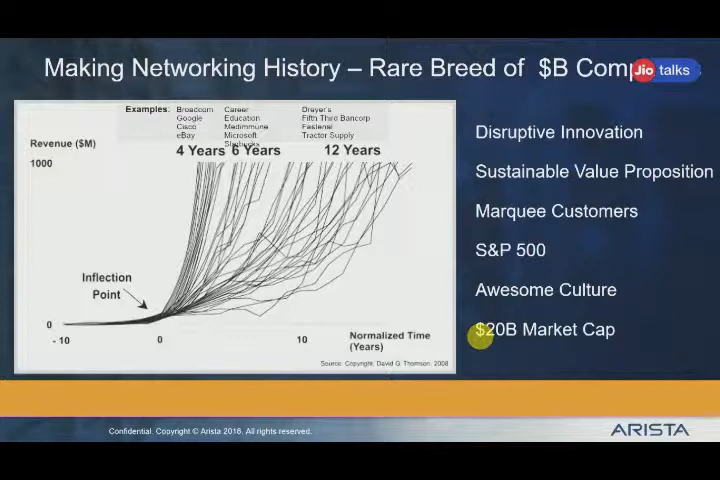 Making Networking History – Rare Breed of $B Comp
Jio talks
Examples: Broadcom Career Dreyer's
Google Education Fifth Third Bancorp
Cisco Medimmune Fastenal
eBay Microsoft Tractor Supply
Starbucks
Revenue ($M)
4 Years 6 Years 12 Years
1000
Inflection
Point
0
- 10 0 10
Normalized Time
(Years)
Source: Copyright, David G. Thomson, 2008
Disruptive Innovation
Sustainable Value Proposition
Marquee Customers
S&P 500
Awesome Culture
$20B Market Cap
Confidential. Copyright © Arista 2018. All rights reserved.
ARISTA